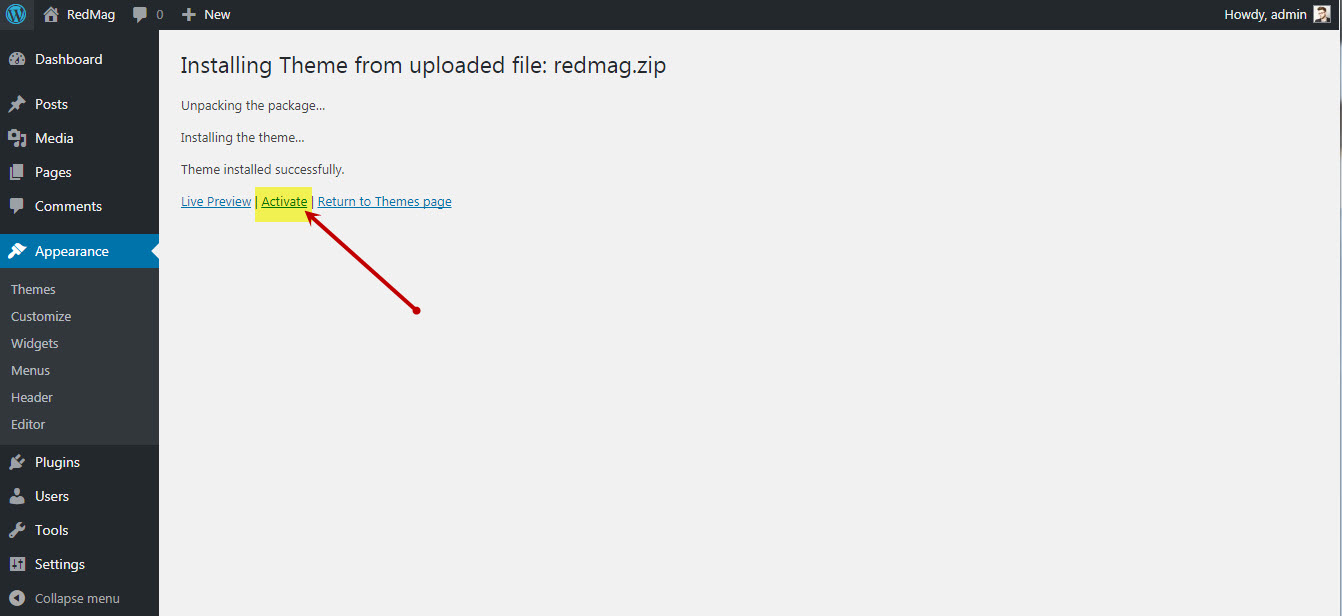 RedMag 0 New Howdy, admin
Dashboard
Posts
Media
Pages
Comments
Appearance
Themes
Customize
Widgets
Menus
Header
Editor
Plugins
Users
Tools
Settings
Collapse menu
Installing Theme from uploaded file: redmag.zip
Unpacking the package...
Installing the theme...
Theme installed successfully.
Live Preview | Activate | Return to Themes page